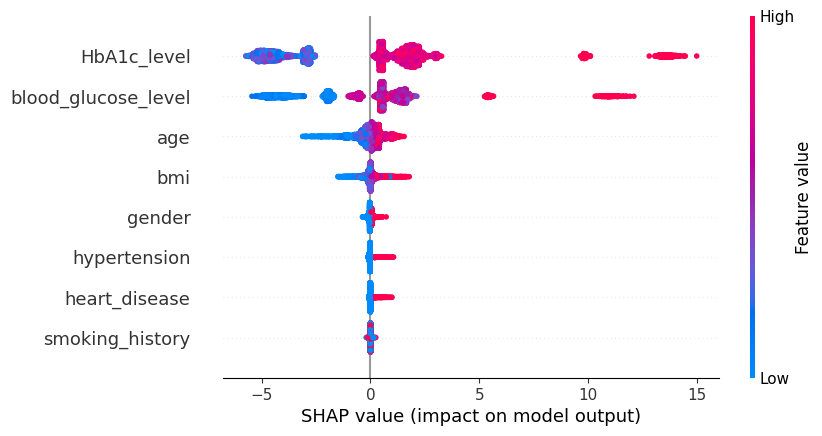 HbA1c_level
blood_glucose_level
age
bmi
gender
hypertension
heart_disease
smoking_history
−5 0 5 10 15
SHAP value (impact on model output)
High
Low
Feature value